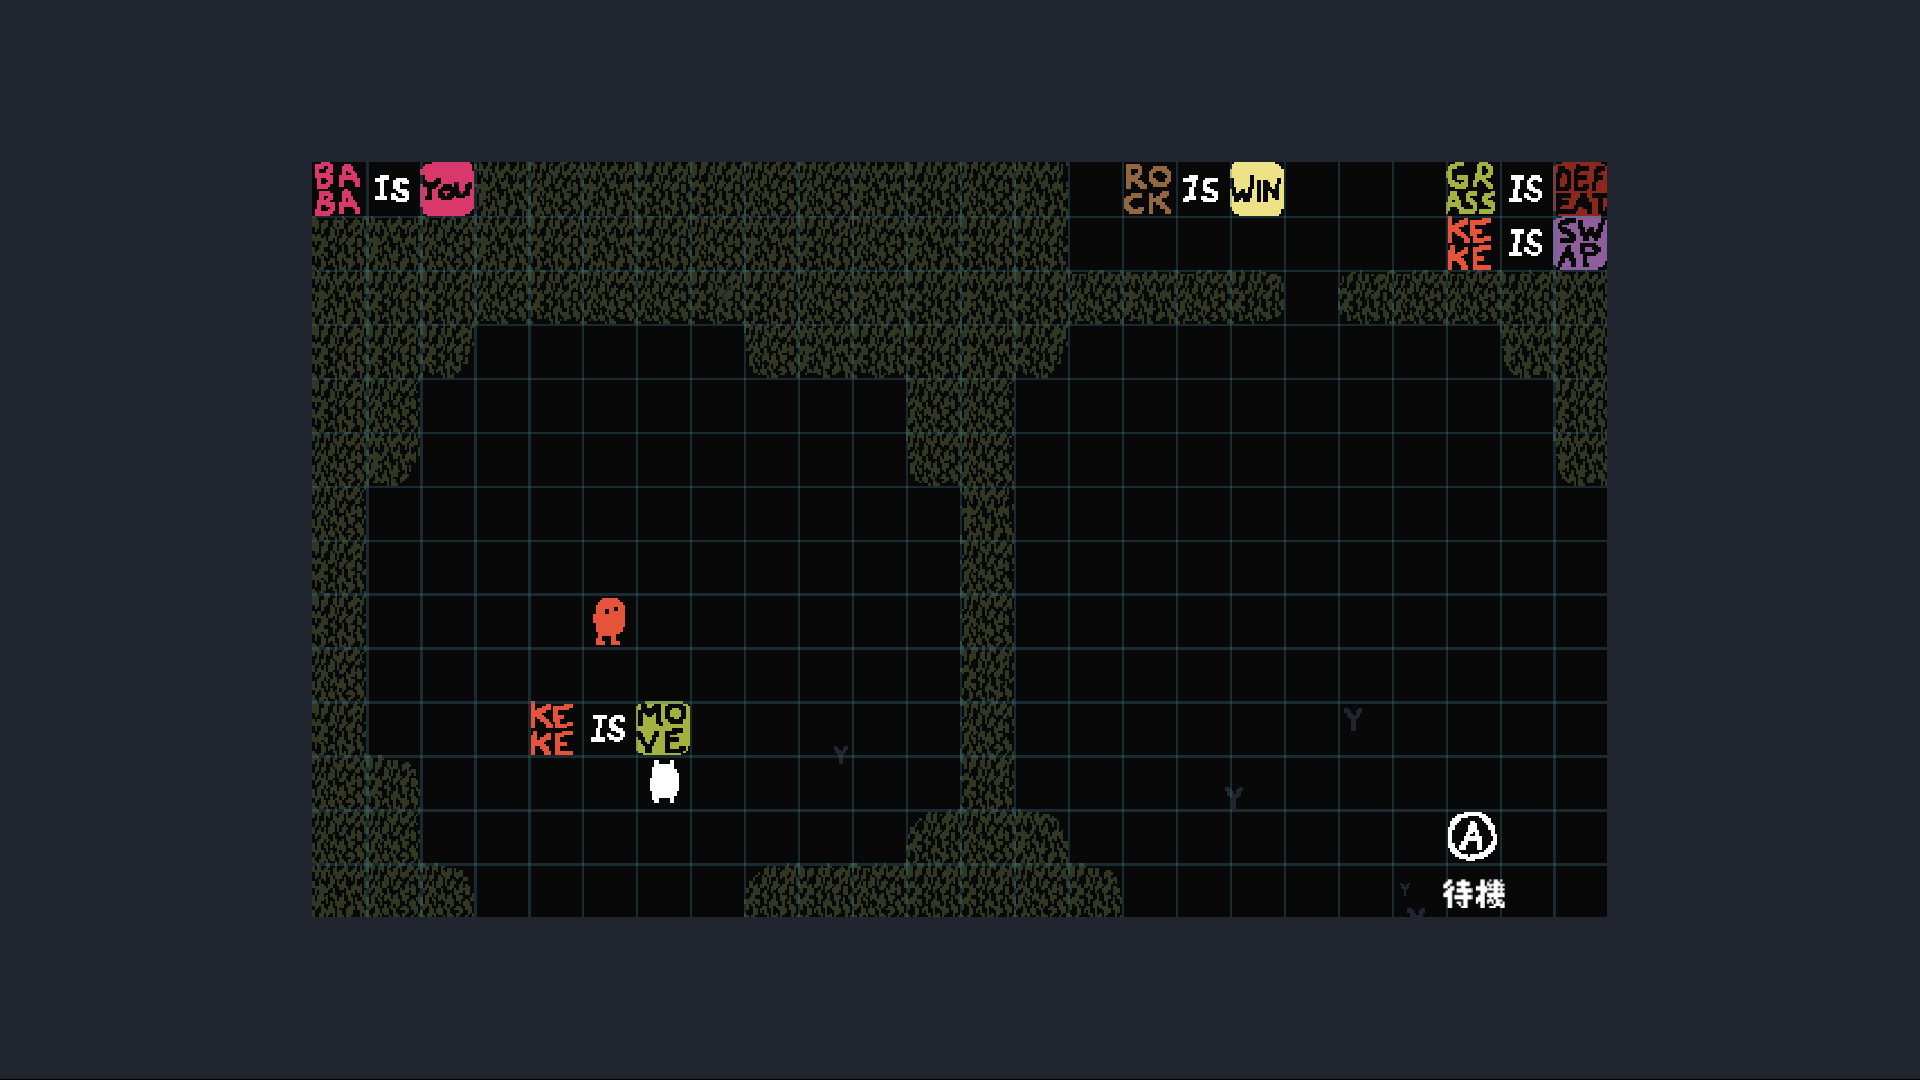 BABA IS YOU ROCK IS WIN GRASS IS DEFEAT
KEKE IS SWAP
KEKE IS MOVE
A
待機